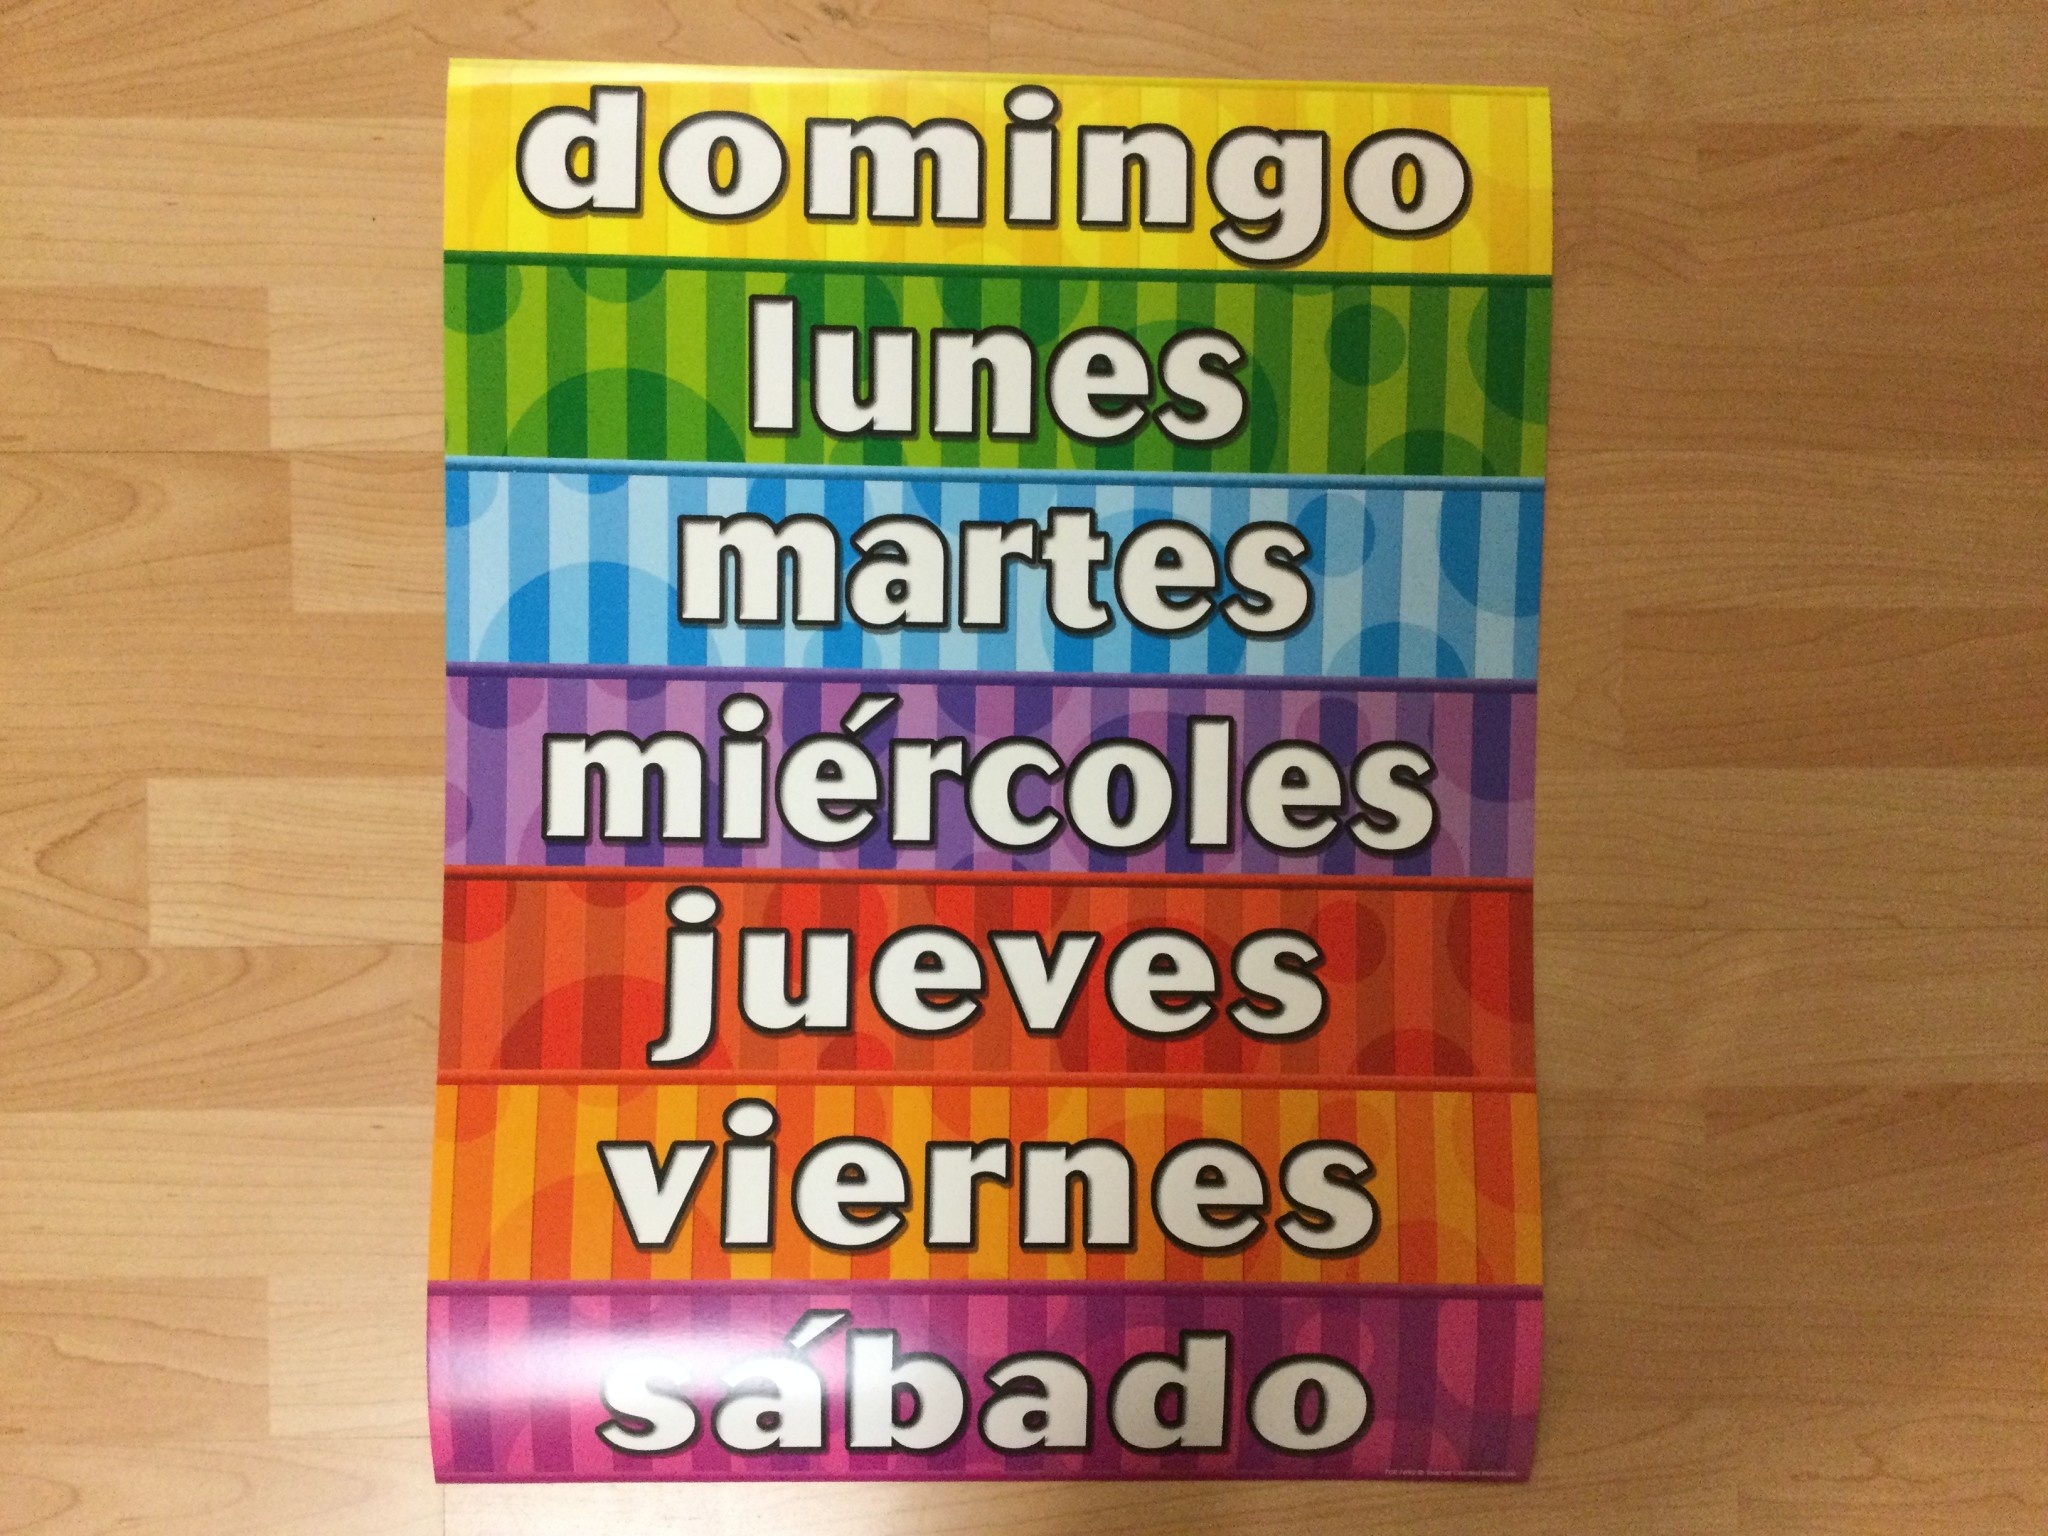 domingo
lunes
martes
miércoles
jueves
viernes
sábado